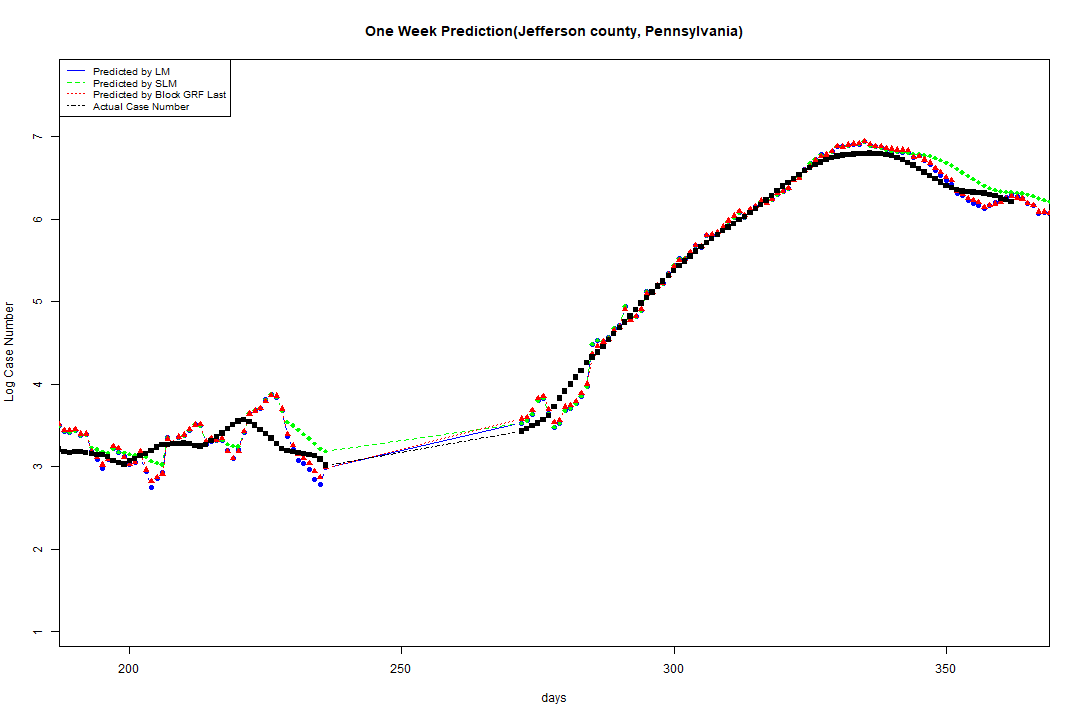 One Week Prediction(Jefferson county, Pennsylvania)
Predicted by LM
Predicted by SLM
Predicted by Block GRF Last
Actual Case Number
7
6
5
4
3
2
1
Log Case Number
200 250 300 350
days